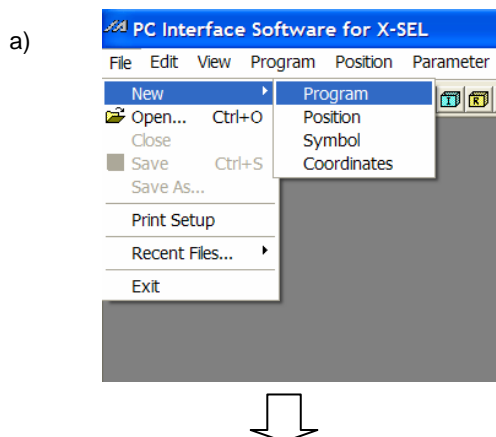 a)
PC Interface Software for X-SEL
File Edit View Program Position Parameter
New Program
Open... Ctrl+O Position
Close Symbol
Save Ctrl+S Coordinates
Save As...
Print Setup
Recent Files...
Exit